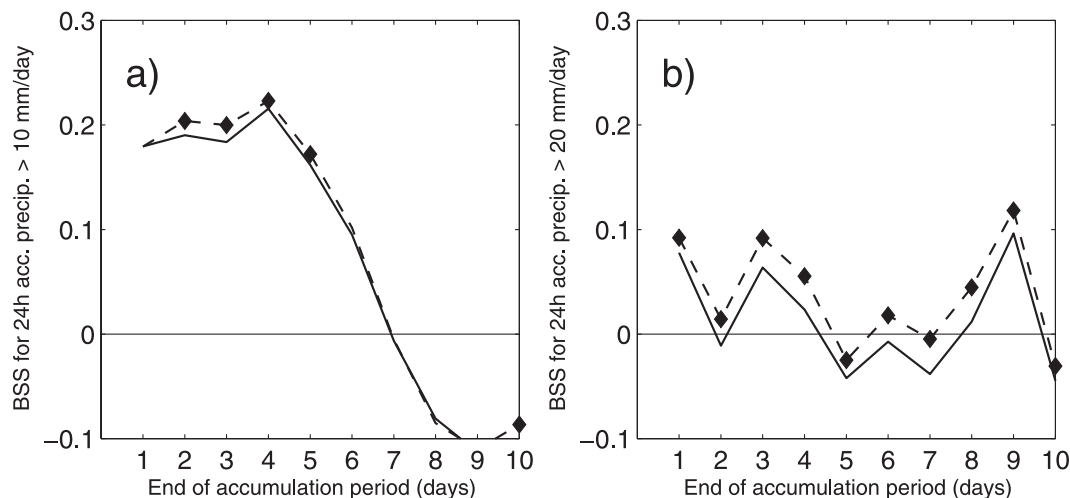 a)
BSS for 24h acc. precip. > 10 mm/day
0.3
0.2
0.1
0
−0.1
1 2 3 4 5 6 7 8 9 10
End of accumulation period (days)
b)
BSS for 24h acc. precip. > 20 mm/day
0.3
0.2
0.1
0
−0.1
1 2 3 4 5 6 7 8 9 10
End of accumulation period (days)